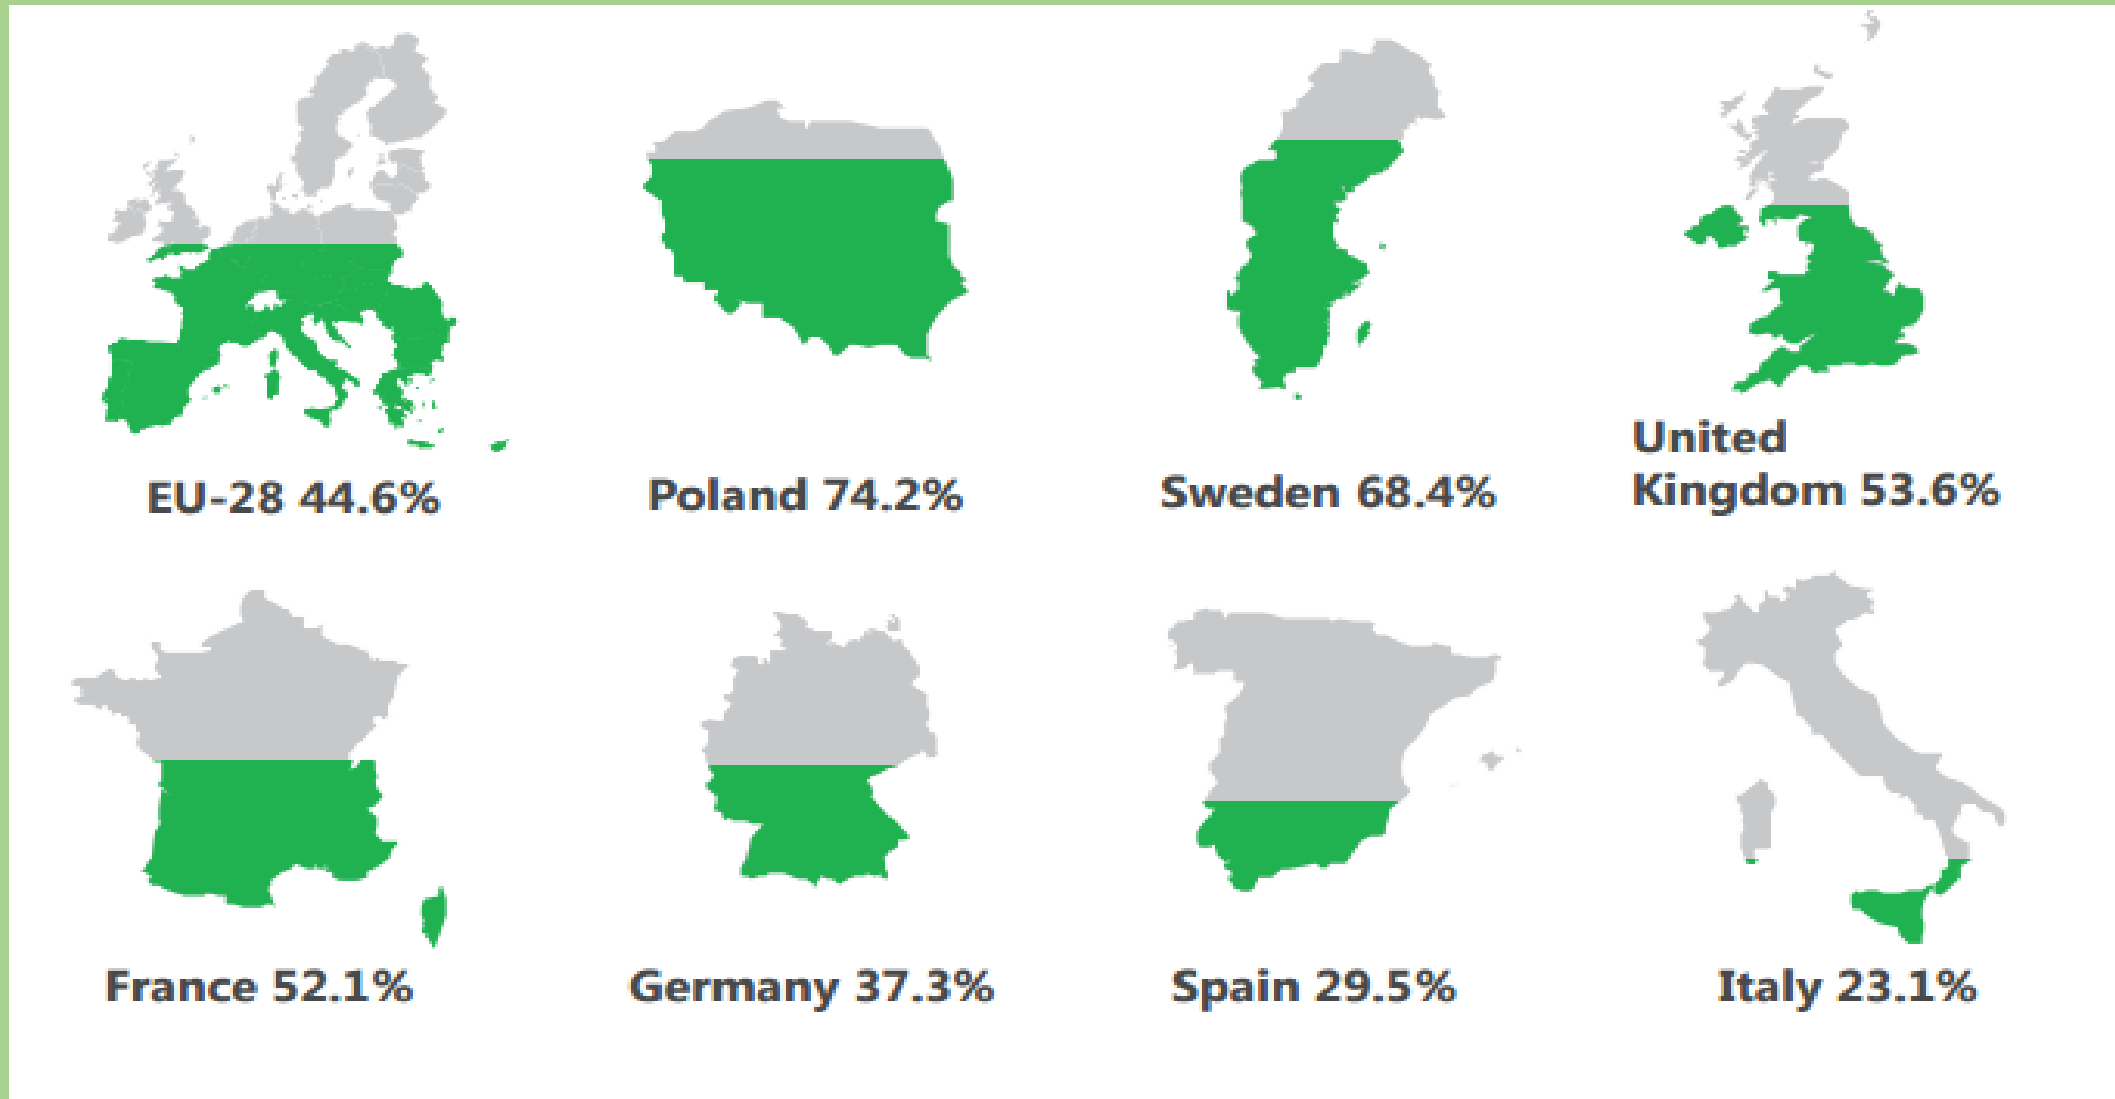 EU-28 44.6%
Poland 74.2%
Sweden 68.4%
United
Kingdom 53.6%
France 52.1%
Germany 37.3%
Spain 29.5%
Italy 23.1%